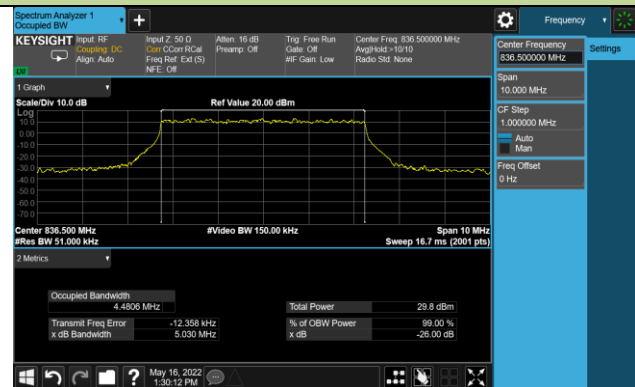 Spectrum Analyzer 1
Occupied BW
Frequency
KEYSIGHT
Input: RF
Coupling: DC
Align: Auto
Input Z: 50 Ω
Corr CCorr RCal
Freq Ref: Ext (S)
NFE: Off
Atten: 16 dB
Preamp: Off
Trig: Free Run
Gate: Off
#IF Gain: Low
Center Freq: 836.500000 MHz
Avg|Hold:>10/10
Radio Std: None
Center Frequency
836.500000 MHz
Settings
Span
10.000 MHz
CF Step
1.000000 MHz
Auto
Man
Freq Offset
0 Hz
1 Graph
Scale/Div 10.0 dB
Ref Value 20.00 dBm
Log
10.0
0.00
-10.0
-20.0
-30.0
-40.0
-50.0
-60.0
-70.0
Center 836.500 MHz
#Video BW 150.00 kHz
Span 10 MHz
#Res BW 51.000 kHz
Sweep 16.7 ms (2001 pts)
2 Metrics
Occupied Bandwidth
4.4806 MHz
Total Power 29.8 dBm
Transmit Freq Error -12.358 kHz
% of OBW Power 99.00 %
x dB Bandwidth 5.030 MHz
x dB -26.00 dB
May 16, 2022
1:30:12 PM